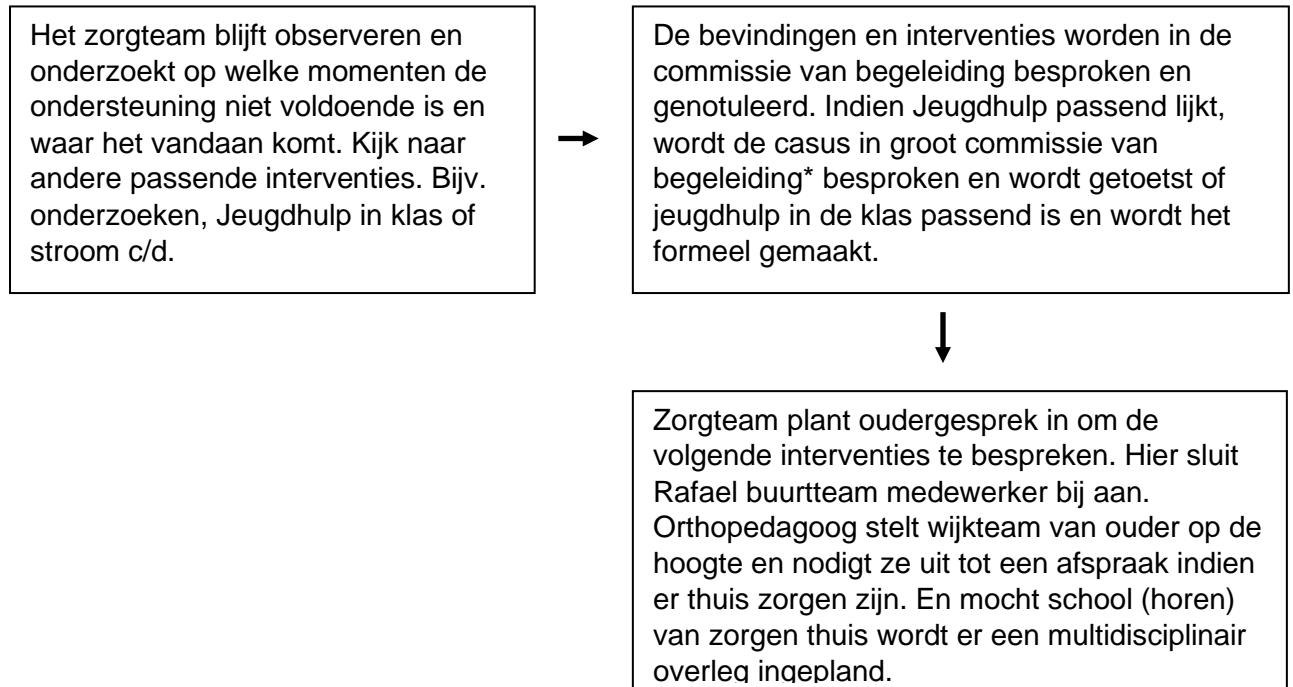 Het zorgteam blijft observeren en
onderzoekt op welke momenten de
ondersteuning niet voldoende is en
waar het vandaan komt. Kijk naar
andere passende interventies. Bijv.
onderzoeken, Jeugdhulp in klas of
stroom c/d.
De bevindingen en interventies worden in de
commissie van begeleiding besproken en
genotuleerd. Indien Jeugdhulp passend lijkt,
wordt de casus in groot commissie van
begeleiding* besproken en wordt getoetst of
jeugdhulp in de klas passend is en wordt het
formeel gemaakt.
Zorgteam plant oudergesprek in om de
volgende interventies te bespreken. Hier sluit
Rafael buurtteam medewerker bij aan.
Orthopedagoog stelt wijkteam van ouder op de
hoogte en nodigt ze uit tot een afspraak indien
er thuis zorgen zijn. En mocht school (horen)
van zorgen thuis wordt er een multidisciplinair
overleg ingepland.